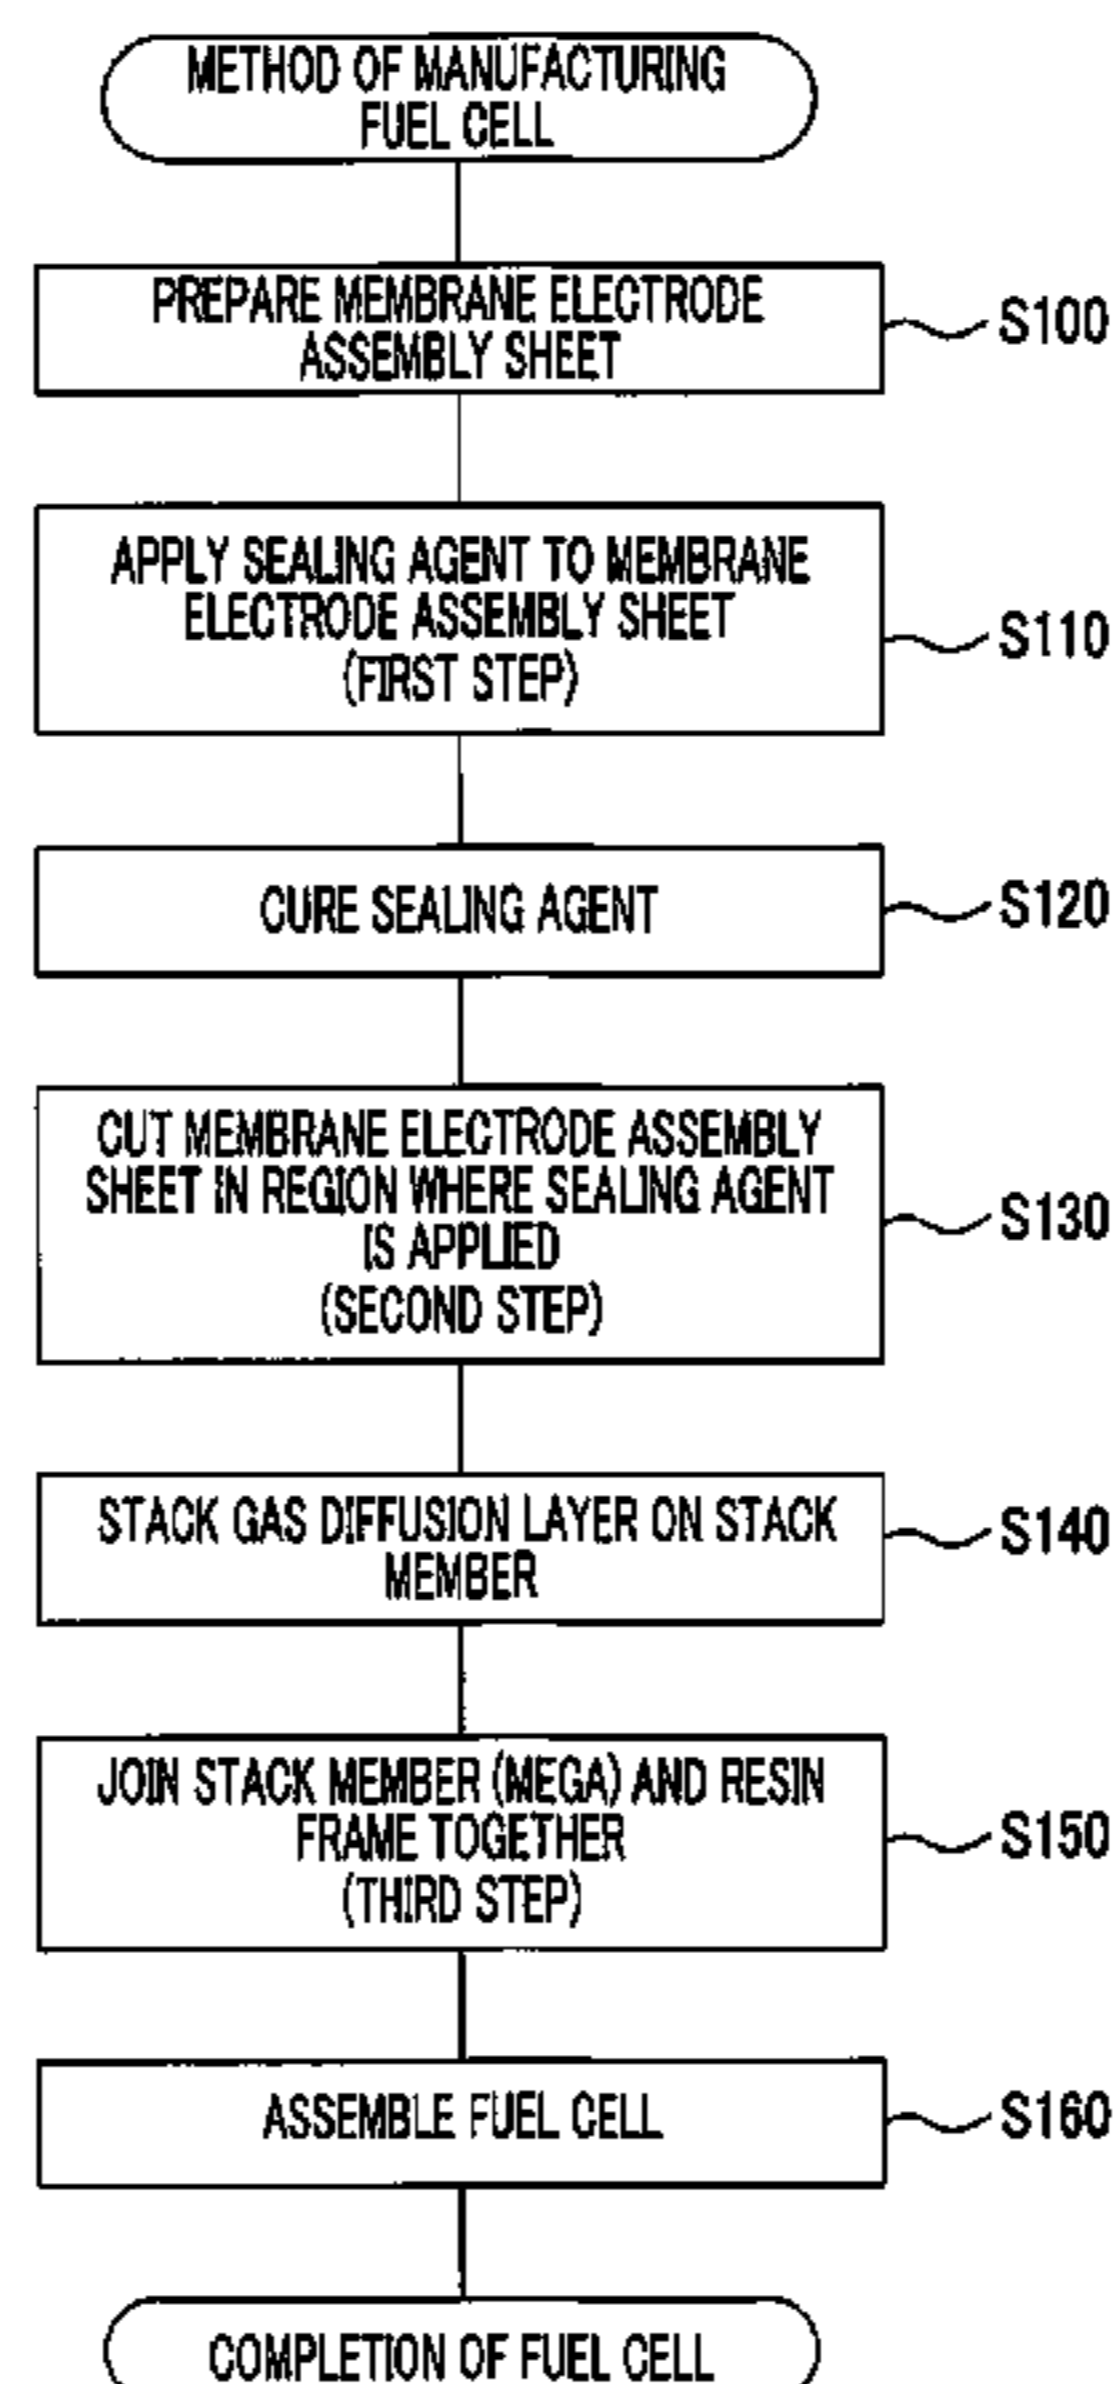 METHOD OF MANUFACTURING
FUEL CELL
PREPARE MEMBRANE ELECTRODE
ASSEMBLY SHEET
S100
APPLY SEALING AGENT TO MEMBRANE
ELECTRODE ASSEMBLY SHEET
(FIRST STEP)
S110
CURE SEALING AGENT
S120
CUT MEMBRANE ELECTRODE ASSEMBLY
SHEET IN REGION WHERE SEALING AGENT
IS APPLIED
(SECOND STEP)
S130
STACK GAS DIFFUSION LAYER ON STACK
MEMBER
S140
JOIN STACK MEMBER (MEGA) AND RESIN
FRAME TOGETHER
(THIRD STEP)
S150
ASSEMBLE FUEL CELL
S160
COMPLETION OF FUEL CELL